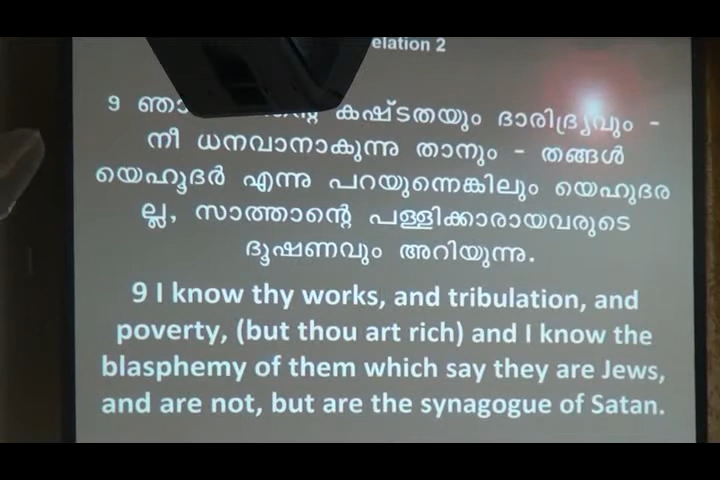 elation 2
9 ഞാ കഷ്ടതയും ദാരിദ്ര്യവും -
നീ ധനവാനാകുന്നു താനും - തങ്ങൾ
യെഹൂദർ എന്നു പറയുന്നെങ്കിലും യെഹുദര
ല്ല, സാത്താന്റെ പള്ളിക്കാരായവരുടെ
ദൂഷണവും അറിയുന്നു.
9 I know thy works, and tribulation, and
poverty, (but thou art rich) and I know the
blasphemy of them which say they are Jews,
and are not, but are the synagogue of Satan.